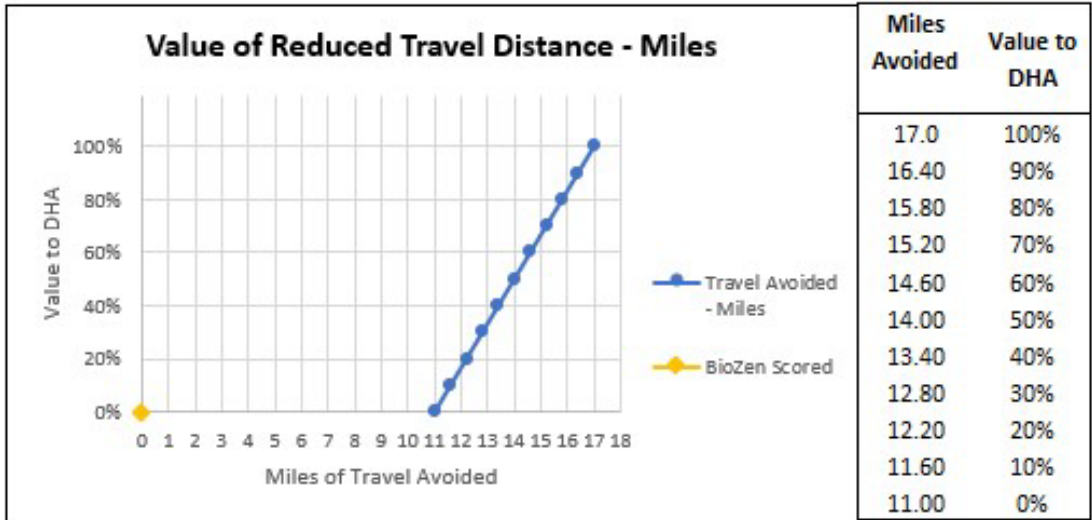 Value of Reduced Travel Distance - Miles
Value to DHA
100%
80%
60%
40%
20%
0%
0 1 2 3 4 5 6 7 8 9 10 11 12 13 14 15 16 17 18
Miles of Travel Avoided
Travel Avoided
- Miles
BioZen Scored
Miles
Avoided
Value to
DHA
17.0 100%
16.40 90%
15.80 80%
15.20 70%
14.60 60%
14.00 50%
13.40 40%
12.80 30%
12.20 20%
11.60 10%
11.00 0%